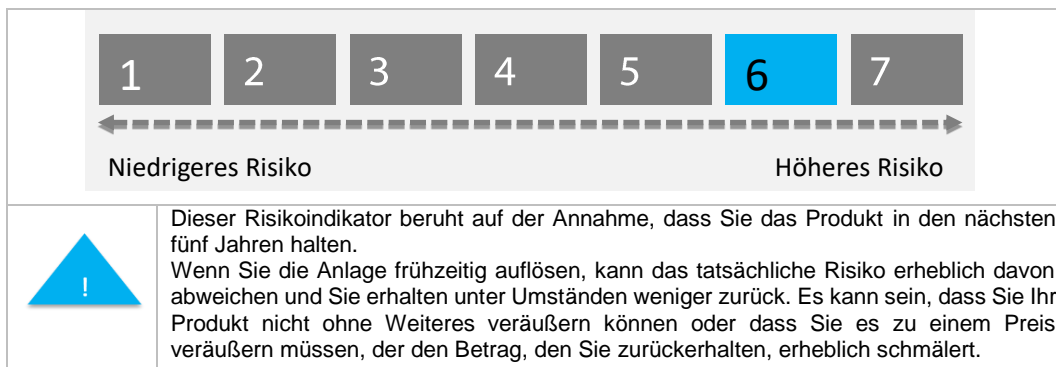 1 2 3 4 5 6 7
Niedrigeres Risiko Höheres Risiko
!
Dieser Risikoindikator beruht auf der Annahme, dass Sie das Produkt in den nächsten
fünf Jahren halten.
Wenn Sie die Anlage frühzeitig auflösen, kann das tatsächliche Risiko erheblich davon
abweichen und Sie erhalten unter Umständen weniger zurück. Es kann sein, dass Sie Ihr
Produkt nicht ohne Weiteres veräußern können oder dass Sie es zu einem Preis
veräußern müssen, der den Betrag, den Sie zurückerhalten, erheblich schmälert.